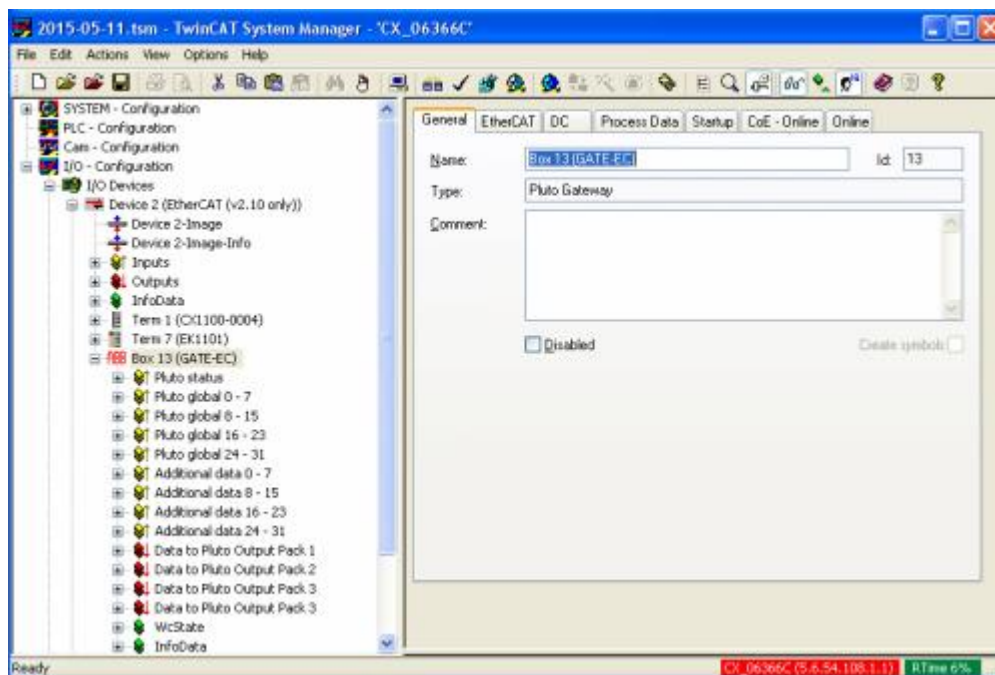 2015-05-11.tsm - TwinCAT System Manager - 'CX_06366C'
File Edit Actions View Options Help
SYSTEM - Configuration
PLC - Configuration
Cam - Configuration
I/O - Configuration
I/O Devices
Device 2 (EtherCAT (v2.10 only))
Device 2-Image
Device 2-Image-Info
Inputs
Outputs
InfoData
Term 1 (CX1100-0004)
Term 7 (EK1101)
Box 13 (GATE-EC)
Pluto status
Pluto global 0 - 7
Pluto global 8 - 15
Pluto global 16 - 23
Pluto global 24 - 31
Additional data 0 - 7
Additional data 8 - 15
Additional data 16 - 23
Additional data 24 - 31
Data to Pluto Output Pack 1
Data to Pluto Output Pack 2
Data to Pluto Output Pack 3
Data to Pluto Output Pack 3
WcState
InfoData
General EtherCAT DC Process Data Startup CoE - Online Online
Name: Box 13 (GATE-EC) Id: 13
Type: Pluto Gateway
Comment:
Disabled Create symbols
Ready CX_06366C (5.6.54.108.1.1) RTime 6%